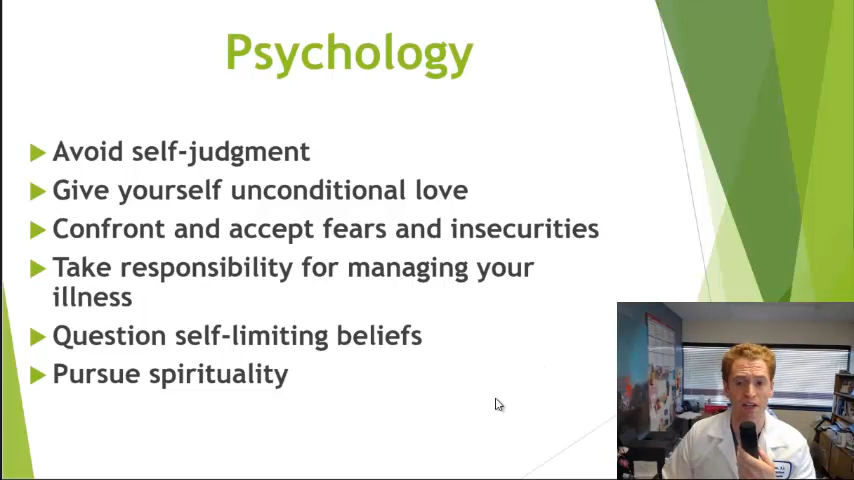 Psychology
Avoid self-judgment
Give yourself unconditional love
Confront and accept fears and insecurities
Take responsibility for managing your
illness
Question self-limiting beliefs
Pursue spirituality